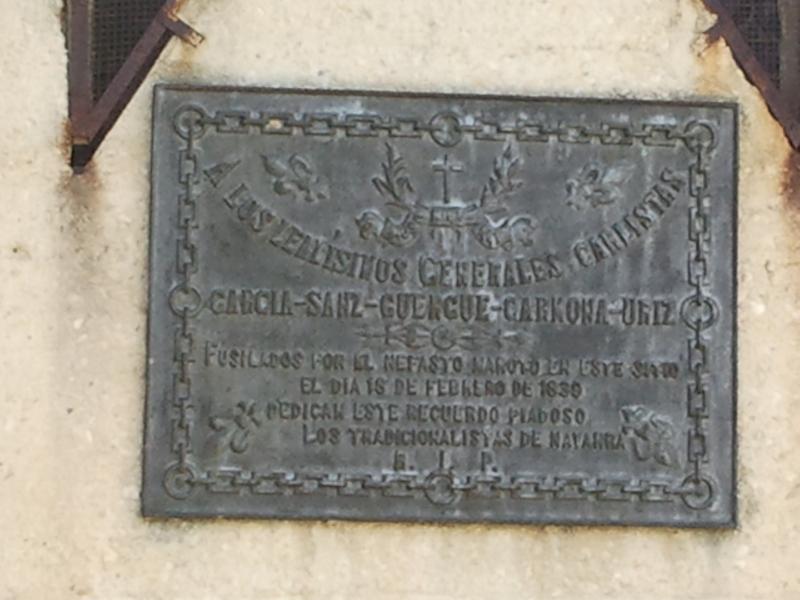 A LOS LEALÍSIMOS GENERALES CARLISTAS
GARCIA-SANZ-GUERGUE-CARMONA-URIZ
FUSILADOS POR EL NEFASTO MAROTO EN ESTE SITIO
EL DIA 18 DE FEBRERO DE 1839
DEDICAN ESTE RECUERDO PIADOSO
LOS TRADICIONALISTAS DE NAVARRA
R. I. P.